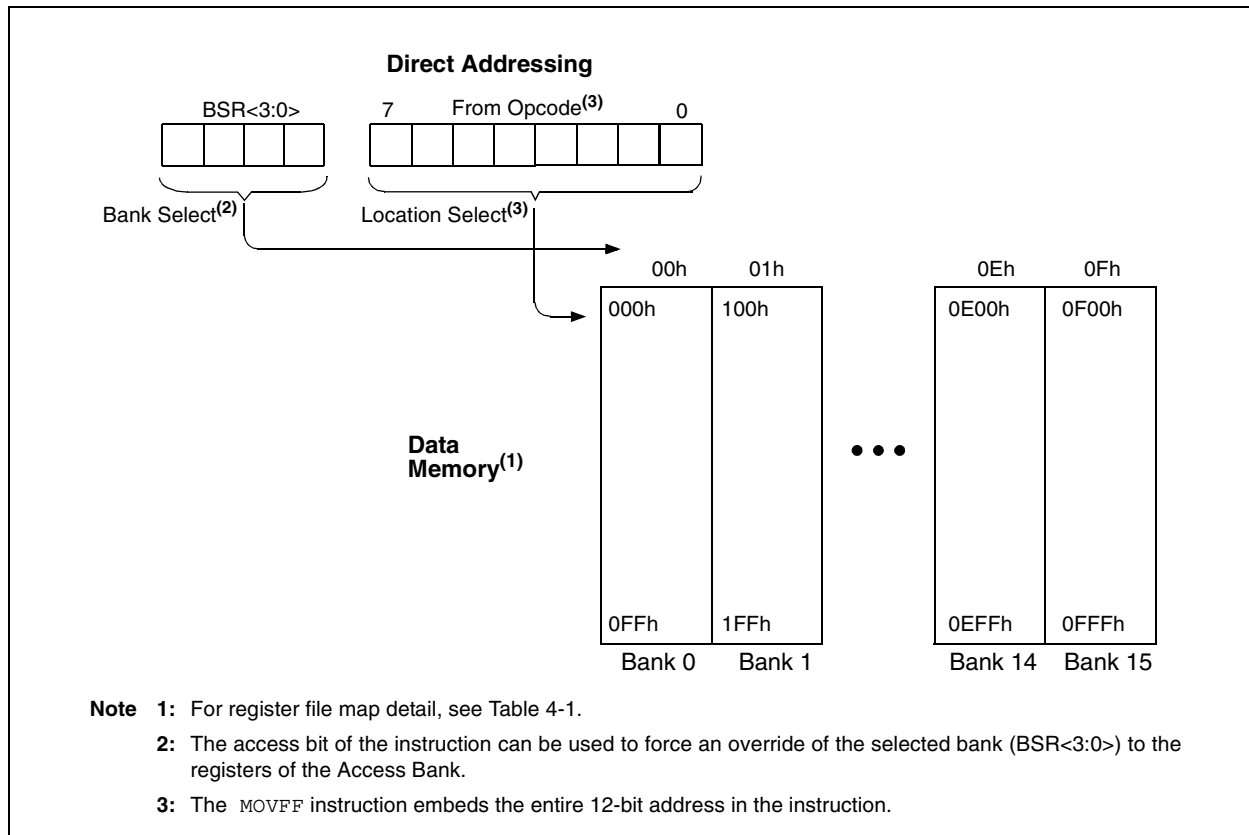 Direct Addressing
BSR<3:0> 7 From Opcode(3) 0
Bank Select(2) Location Select(3)
00h 01h 0Eh 0Fh
000h 100h 0E00h 0F00h
Data
Memory(1)
0FFh 1FFh 0EFFh 0FFFh
Bank 0 Bank 1 Bank 14 Bank 15
Note 1: For register file map detail, see Table 4-1.
2: The access bit of the instruction can be used to force an override of the selected bank (BSR<3:0>) to the
registers of the Access Bank.
3: The MOVFF instruction embeds the entire 12-bit address in the instruction.